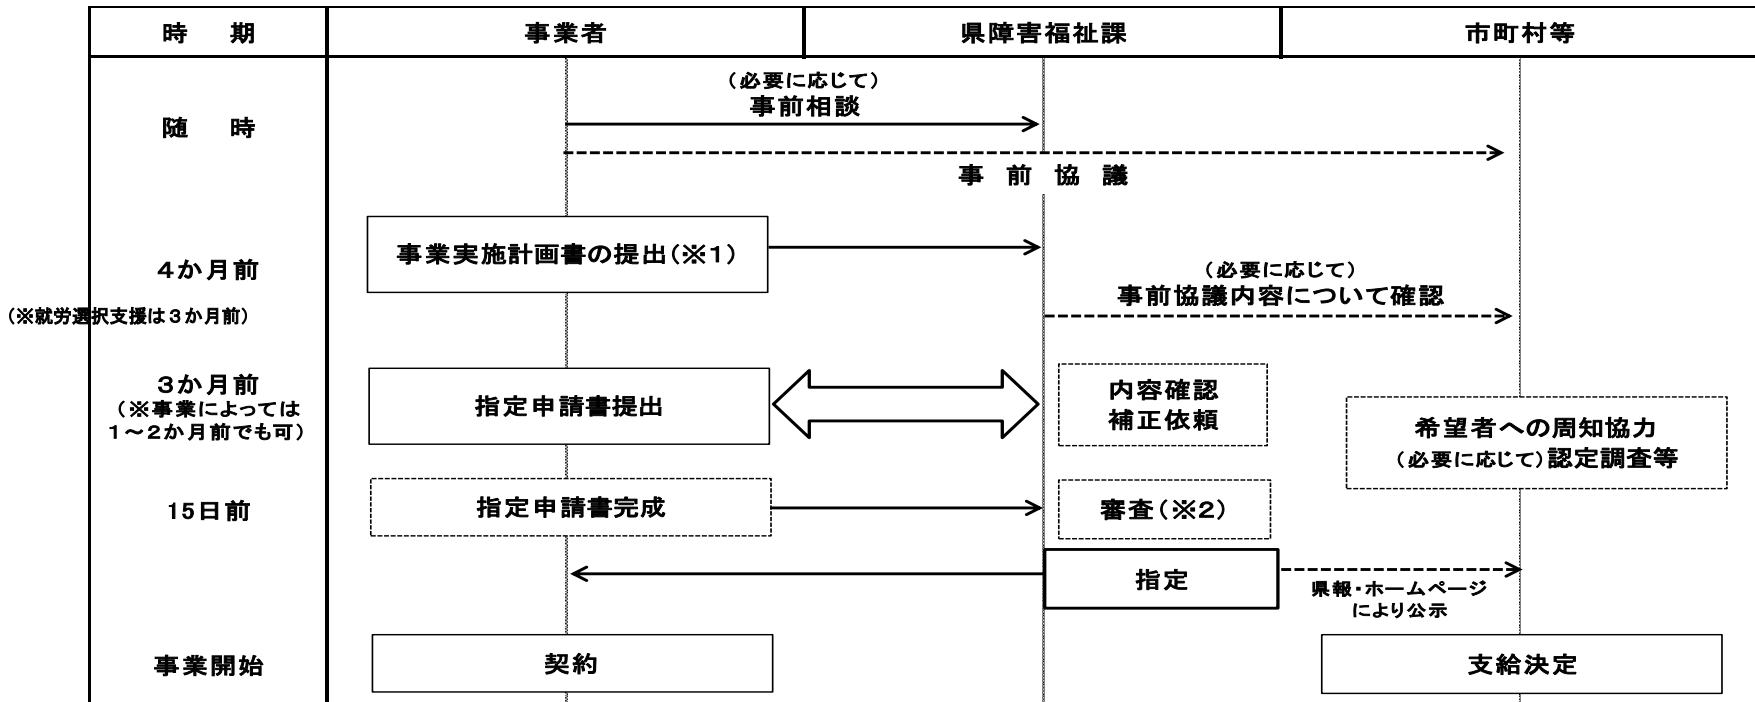 時　期
事業者
県障害福祉課
市町村等
随　時
（必要に応じて）
事前相談
事　前　協　議
４か月前
（※就労選択支援は３か月前）
事業実施計画書の提出（※１）
（必要に応じて）
事前協議内容について確認
３か月前
（※事業によっては
１～２か月前でも可）
指定申請書提出
内容確認
補正依頼
希望者への周知協力
（必要に応じて）認定調査等
15日前
指定申請書完成
審査（※２）
指定
県報・ホームページ
により公示
事業開始
契約
支給決定